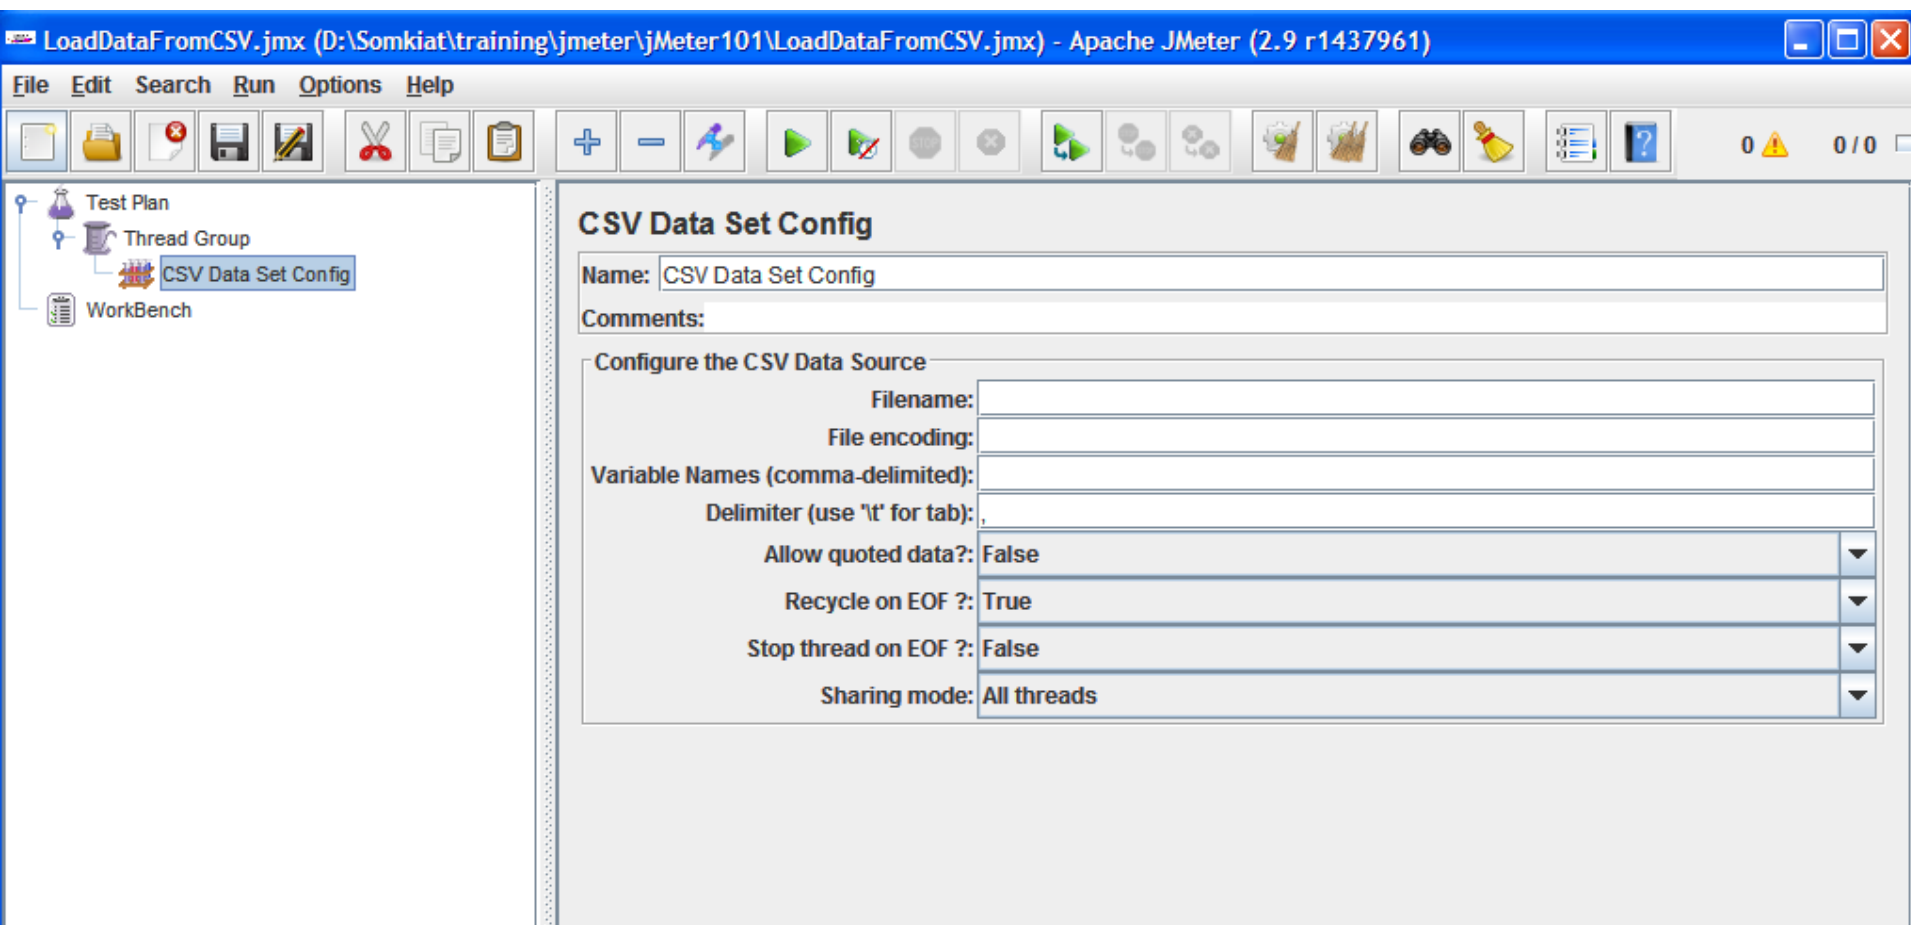 LoadDataFromCSV.jmx (D:\Somkiat\training\jmeter\jMeter101\LoadDataFromCSV.jmx) - Apache JMeter (2.9 r1437961)
File Edit Search Run Options Help
STOP 0 0 / 0
Test Plan
Thread Group
CSV Data Set Config
WorkBench
CSV Data Set Config
Name: CSV Data Set Config
Comments:
Configure the CSV Data Source
Filename:
File encoding:
Variable Names (comma-delimited):
Delimiter (use '\t' for tab): ,
Allow quoted data?: False
Recycle on EOF ?: True
Stop thread on EOF ?: False
Sharing mode: All threads